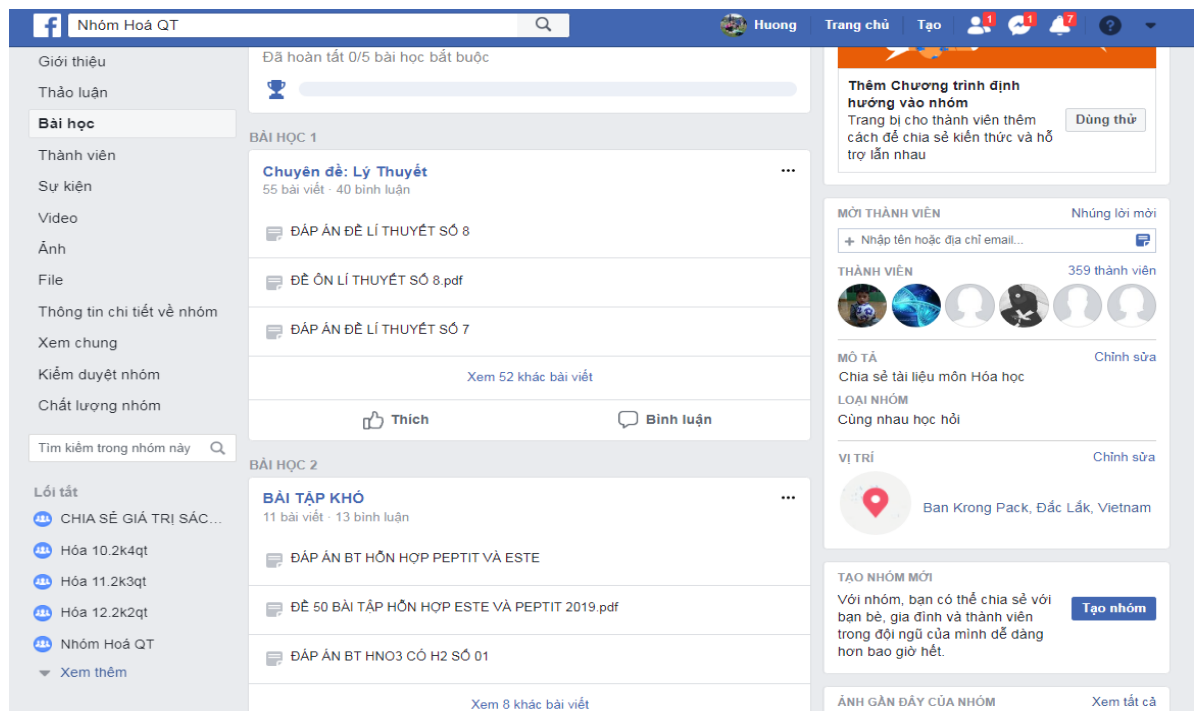 Nhóm Hoá QT
Huong
Trang chủ
Tạo
1
1
7
?
Giới thiệu
Thảo luận
Bài học
Thành viên
Sự kiện
Video
Ảnh
File
Thông tin chi tiết về nhóm
Xem chung
Kiểm duyệt nhóm
Chất lượng nhóm
Tìm kiếm trong nhóm này
Lối tắt
CHIA SẼ GIÁ TRỊ SÁC...
Hóa 10.2k4qt
Hóa 11.2k3qt
Hóa 12.2k2qt
Nhóm Hoá QT
Xem thêm
Đã hoàn tất 0/5 bài học bắt buộc
BÀI HỌC 1
Chuyên đề: Lý Thuyết
55 bài viết · 40 bình luận
ĐÁP ÁN ĐỀ LÍ THUYẾT SỐ 8
ĐỀ ÔN LÍ THUYẾT SỐ 8.pdf
ĐÁP ÁN ĐỀ LÍ THUYẾT SỐ 7
Xem 52 khác bài viết
Thích
Bình luận
BÀI HỌC 2
BÀI TẬP KHÓ
11 bài viết · 13 bình luận
ĐÁP ÁN BT HỖN HỢP PEPTIT VÀ ESTE
ĐỀ 50 BÀI TẬP HỖN HỢP ESTE VÀ PEPTIT 2019.pdf
ĐÁP ÁN BT HNO3 CÓ H2 SỐ 01
Xem 8 khác bài viết
Thêm Chương trình định
hướng vào nhóm
Trang bị cho thành viên thêm
cách để chia sẻ kiến thức và hỗ
trợ lẫn nhau
Dùng thử
MỜI THÀNH VIÊN
Nhúng lời mời
+ Nhập tên hoặc địa chỉ email...
THÀNH VIÊN
359 thành viên
MÔ TẢ
Chỉnh sửa
Chia sẻ tài liệu môn Hóa học
LOẠI NHÓM
Cùng nhau học hỏi
VỊ TRÍ
Chỉnh sửa
Ban Krong Pack, Đắc Lắk, Vietnam
TẠO NHÓM MỚI
Với nhóm, bạn có thể chia sẻ với
bạn bè, gia đình và thành viên
trong đội ngũ của mình dễ dàng
hơn bao giờ hết.
Tạo nhóm
ẢNH GẦN ĐÂY CỦA NHÓM
Xem tất cả